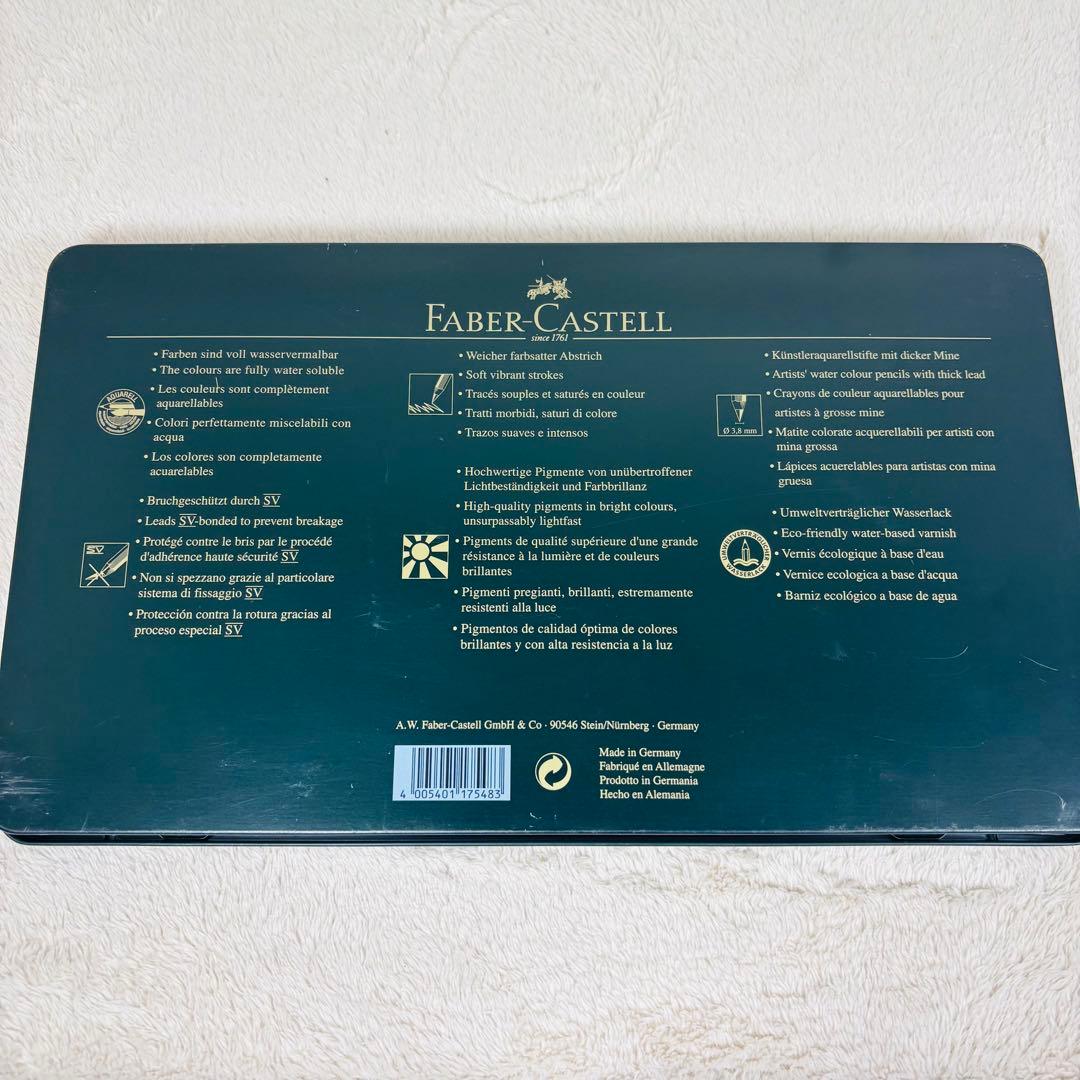 FABER-CASTELL
since 1761
• Farben sind voll wasservermalbar
• The colours are fully water soluble
• Les couleurs sont complètement
aquarellables
• Colori perfettamente miscelabili con
acqua
• Los colores son completamente
acuarelables
AQUAREL
• Bruchgeschützt durch SV
• Leads SV-bonded to prevent breakage
• Protégé contre le bris par le procédé
d'adhérence haute sécurité SV
• Non si spezzano grazie al particolare
sistema di fissaggio SV
• Protección contra la rotura gracias al
proceso especial SV
SV
• Weicher farbsatter Abstrich
• Soft vibrant strokes
• Tracés souples et saturés en couleur
• Tratti morbidi, saturi di colore
• Trazos suaves e intensos
• Hochwertige Pigmente von unübertroffener
Lichtbeständigkeit und Farbbrillanz
• High-quality pigments in bright colours,
unsurpassably lightfast
• Pigments de qualité supérieure d'une grande
résistance à la lumière et de couleurs
brillantes
• Pigmenti pregianti, brillanti, estremamente
resistenti alla luce
• Pigmentos de calidad óptima de colores
brillantes y con alta resistencia a la luz
• Künstleraquarellstifte mit dicker Mine
• Artists' water colour pencils with thick lead
• Crayons de couleur aquarellables pour
artistes à grosse mine
• Matite colorate acquerellabili per artisti con
mina grossa
• Lápices acuerelables para artistas con mina
gruesa
Ø 3,8 mm
• Umweltverträglicher Wasserlack
• Eco-friendly water-based varnish
• Vernis écologique à base d'eau
• Vernice ecologica a base d'acqua
• Barniz ecológico a base de agua
UMWELTVERTRÄGLICHER
WASSERLACK
A.W. Faber-Castell GmbH & Co · 90546 Stein/Nürnberg · Germany
4 005401 175483
Made in Germany
Fabriqué en Allemagne
Prodotto in Germania
Hecho en Alemania